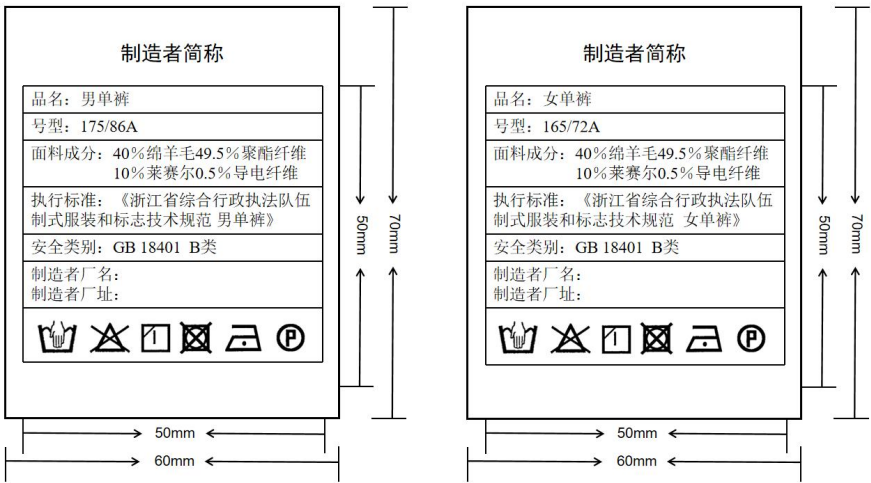 制造者简称
品名：男单裤
号型：175/86A
面料成分：40％绵羊毛49.5％聚酯纤维
10％莱赛尔0.5％导电纤维
执行标准：《浙江省综合行政执法队伍
制式服装和标志技术规范 男单裤》
安全类别：GB 18401  B类
制造者厂名：
制造者厂址：
P
50mm
70mm
50mm
60mm
制造者简称
品名：女单裤
号型：165/72A
面料成分：40％绵羊毛49.5％聚酯纤维
10％莱赛尔0.5％导电纤维
执行标准：《浙江省综合行政执法队伍
制式服装和标志技术规范  女单裤》
安全类别：GB 18401  B类
制造者厂名：
制造者厂址：
P
50mm
70mm
50mm
60mm